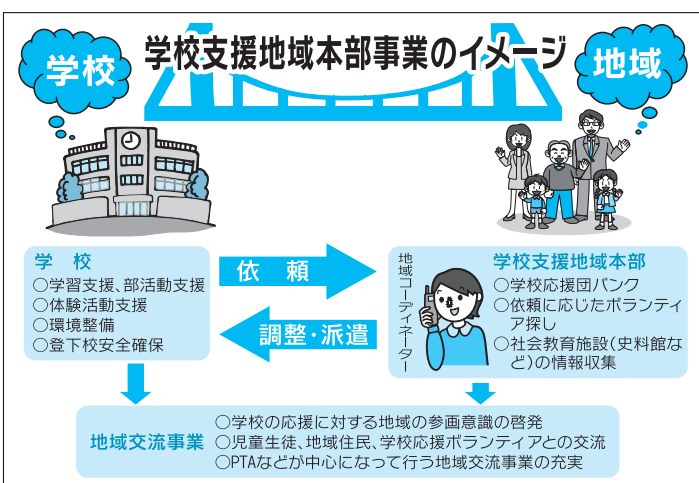 学校支援地域本部事業のイメージ
学校
地域
学　校
○学習支援、部活動支援
○体験活動支援
○環境整備
○登下校安全確保
依　頼
調整・派遣
地域コーディネーター
学校支援地域本部
○学校応援団バンク
○依頼に応じたボランティ
ア探し
○社会教育施設（史料館な
ど）の情報収集
地域交流事業
○学校の応援に対する地域の参画意識の啓発
○児童生徒、地域住民、学校応援ボランティアとの交流
○PTAなどが中心になって行う地域交流事業の充実